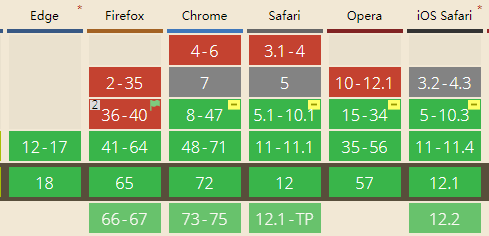 Edge * Firefox Chrome Safari Opera iOS Safari *
4-6 3.1-4
2-35 7 5 10-12.1 3.2-4.3
2 36-40 8-47 5.1-10.1 15-34 5-10.3
12-17 41-64 48-71 11-11.1 35-56 11-11.4
18 65 72 12 57 12.1
66-67 73-75 12.1-TP 12.2